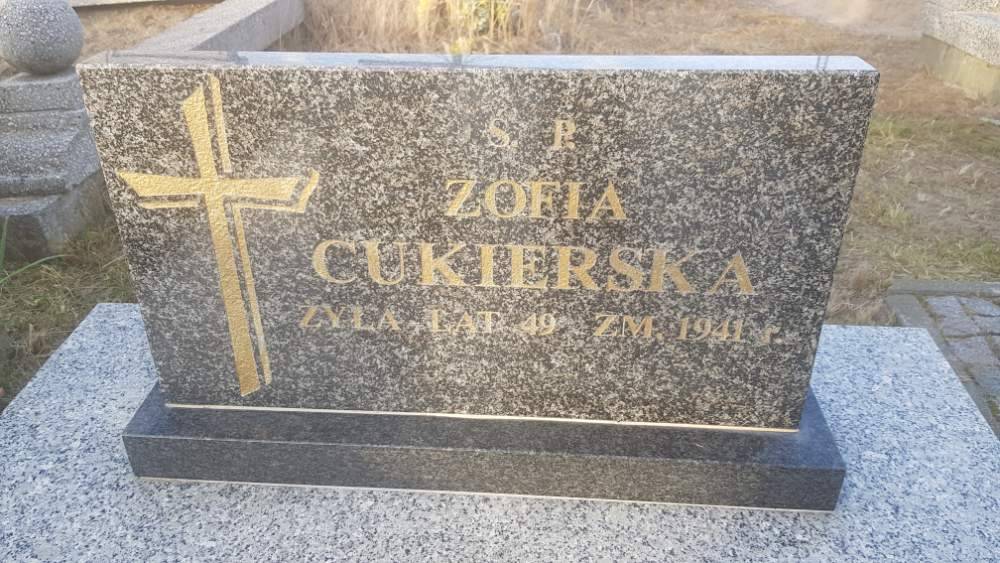 S. P.
ZOFIA
CUKIERSKA
ŻYŁA LAT 49 ZM. 1941 r.